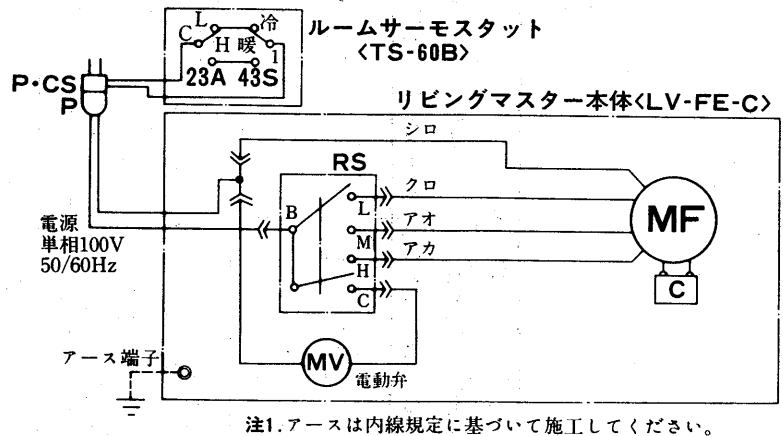 ルームサーモスタット
<TS-60B>
L 冷
C H 暖 1
23A 43S
P・CS
P
リビングマスター本体<LV-FE-C>
シロ
RS
クロ
B L
アオ
MF
M
アカ
H
C
C
電源
単相100V
50/60Hz
MV
電動弁
アース端子
注1.アースは内線規定に基づいて施工してください。